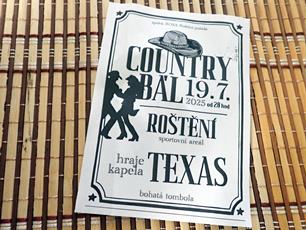 COUNTRY
BÁL 19.7.
2025 od 20 hod
ROŠTĚNÍ
sportovní areál
hraje
kapela TEXAS
bohatá tombola